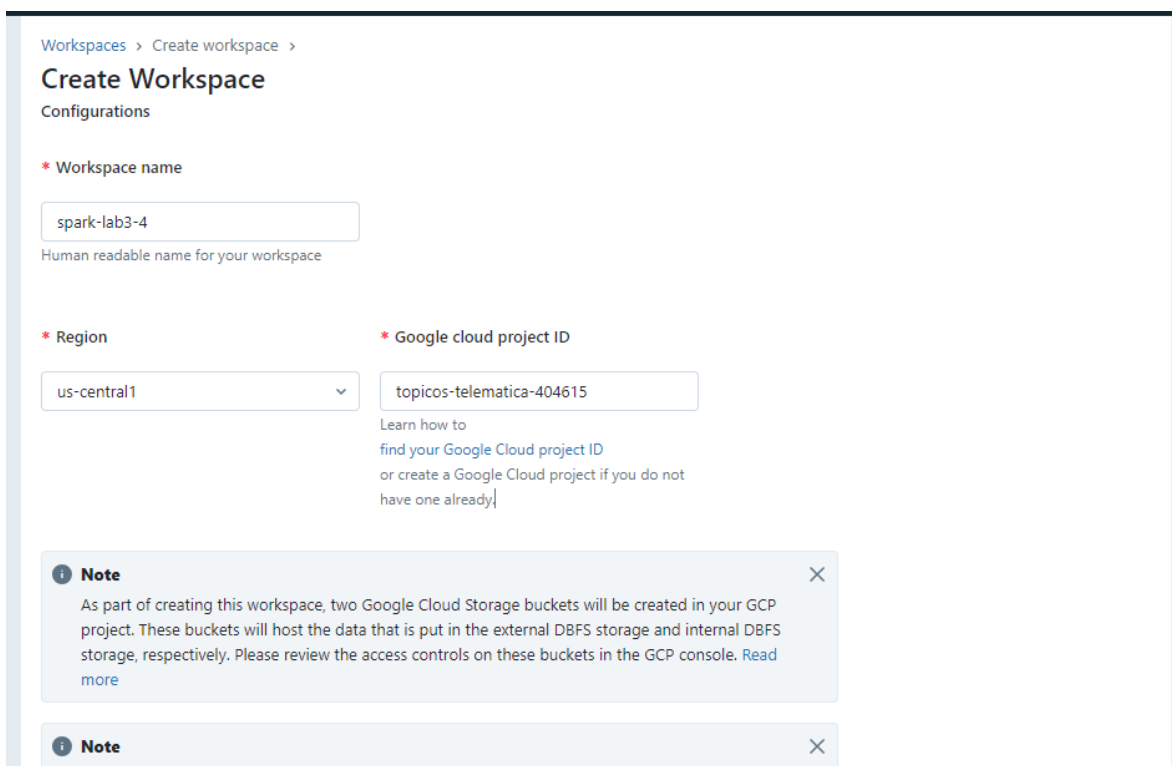 Workspaces › Create workspace ›
Create Workspace
Configurations
* Workspace name
spark-lab3-4
Human readable name for your workspace
* Region
* Google cloud project ID
us-central1
topicos-telematica-404615
Learn how to
find your Google Cloud project ID
or create a Google Cloud project if you do not
have one already.
Note
As part of creating this workspace, two Google Cloud Storage buckets will be created in your GCP
project. These buckets will host the data that is put in the external DBFS storage and internal DBFS
storage, respectively. Please review the access controls on these buckets in the GCP console. Read
more
Note